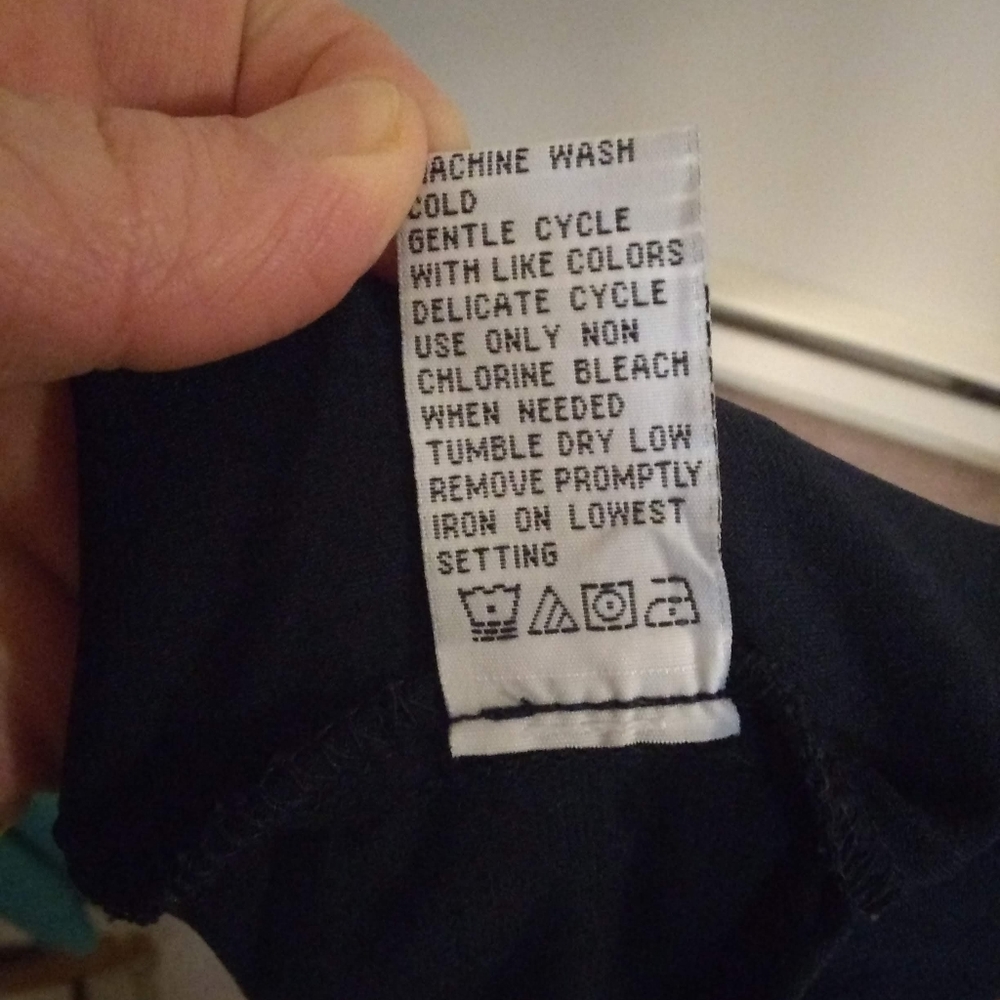 MACHINE WASH
COLD
GENTLE CYCLE
WITH LIKE COLORS
DELICATE CYCLE
USE ONLY NON
CHLORINE BLEACH
WHEN NEEDED
TUMBLE DRY LOW
REMOVE PROMPTLY
IRON ON LOWEST
SETTING